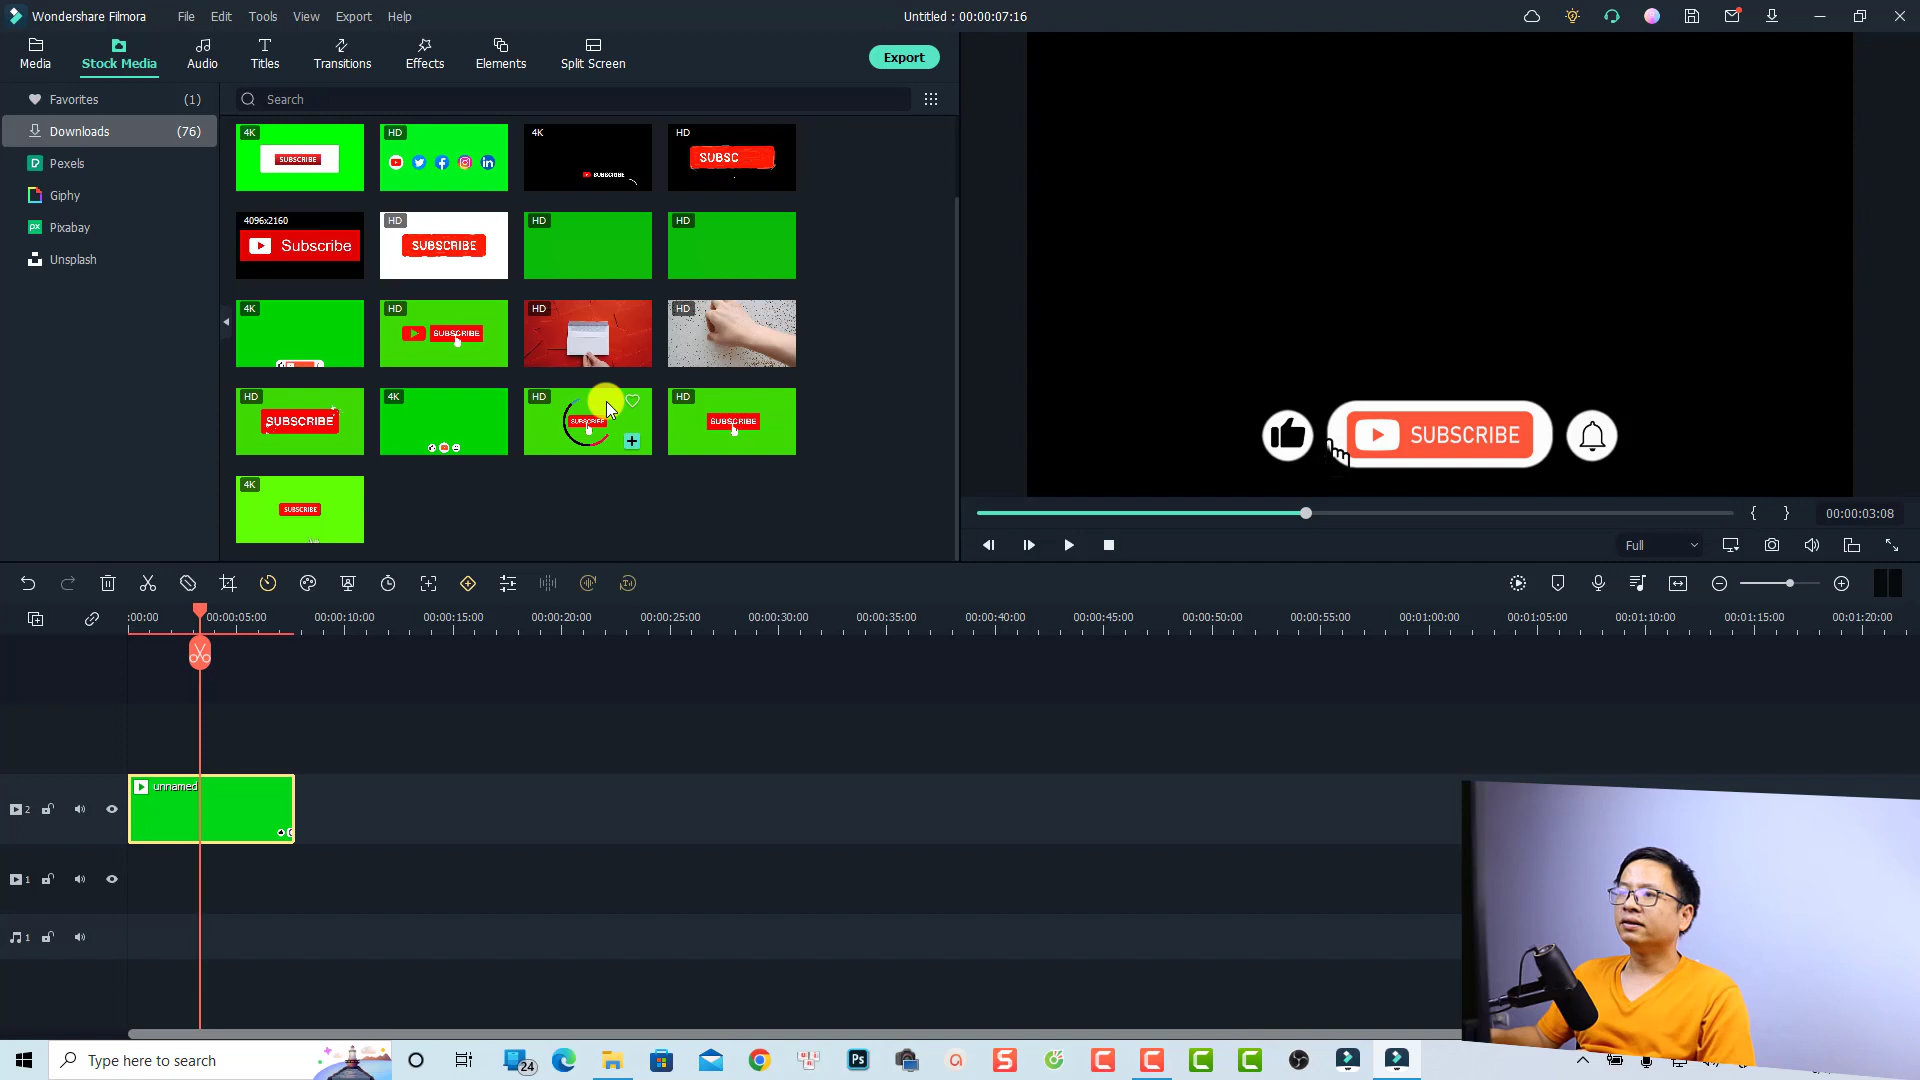 Wondershare Filmora File Edit Tools View Export Help Untitled : 00:00:07:16
Media Stock Media Audio Titles Transitions Effects Elements Split Screen Export
Favorites (1) Search
Downloads (76)
Pexels
Giphy
Pixabay
Unsplash
4K HD 4K HD
SUBSCRIBE SUBSCRIBE SUBSC
4096x2160 HD HD HD
Subscribe SUBSCRIBE
4K HD HD HD
SUBSCRIBE
HD 4K HD HD
SUBSCRIBE SUBSCRIBE SUBSCRIBE
4K
SUBSCRIBE
SUBSCRIBE
00:00:03:08
Full
:00:00 00:00:05:00 00:00:10:00 00:00:15:00 00:00:20:00 00:00:25:00 00:00:30:00 00:00:35:00 00:00:40:00 00:00:45:00 00:00:50:00 00:00:55:00 00:01:00:00 00:01:05:00 00:01:10:00 00:01:15:00 00:01:20:00
unnamed
2
1
1
Type here to search 24 Ps